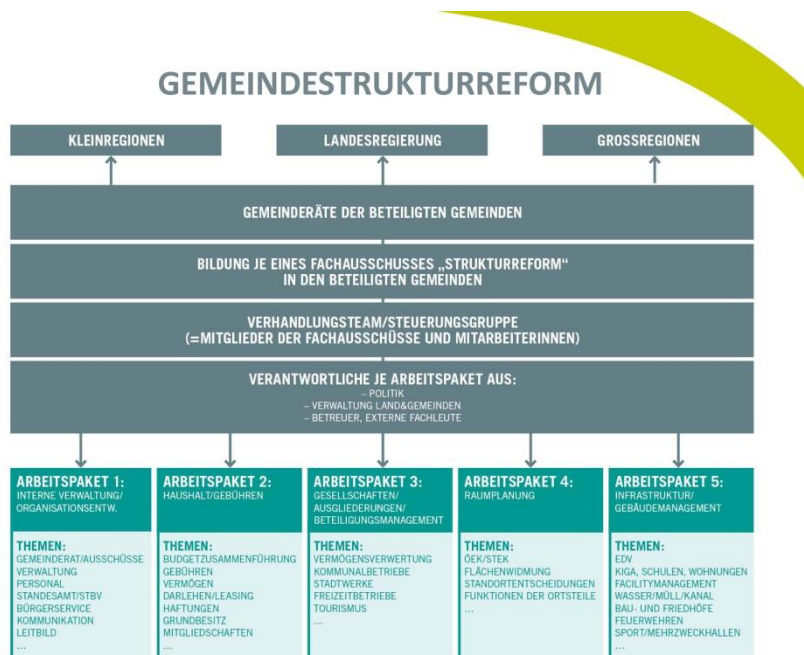 GEMEINDESTRUKTURREFORM
KLEINREGIONEN
LANDESREGIERUNG
GROSSREGIONEN
GEMEINDERÄTE DER BETEILIGTEN GEMEINDEN
BILDUNG JE EINES FACHAUSSCHUSSES „STRUKTURREFORM“
IN DEN BETEILIGTEN GEMEINDEN
VERHANDLUNGSTEAM/STEUERUNGSGRUPPE
(=MITGLIEDER DER FACHAUSSCHÜSSE UND MITARBEITERINNEN)
VERANTWORTLICHE JE ARBEITSPAKET AUS:
– POLITIK
– VERWALTUNG LAND&GEMEINDEN
– BETREUER, EXTERNE FACHLEUTE
ARBEITSPAKET 1:
INTERNE VERWALTUNG/
ORGANISATIONSENTW.
THEMEN:
GEMEINDERAT/AUSSCHÜSSE
VERWALTUNG
PERSONAL
STANDESAMT/STBV
BÜRGERSERVICE
KOMMUNIKATION
LEITBILD
...
ARBEITSPAKET 2:
HAUSHALT/GEBÜHREN
THEMEN:
BUDGETZUSAMMENFÜHRUNG
GEBÜHREN
VERMÖGEN
DARLEHEN/LEASING
HAFTUNGEN
GRUNDBESITZ
MITGLIEDSCHAFTEN
...
ARBEITSPAKET 3:
GESELLSCHAFTEN/
AUSGLIEDERUNGEN/
BETEILIGUNGSMANAGEMENT
THEMEN:
VERMÖGENSVERWERTUNG
KOMMUNALBETRIEBE
STADTWERKE
FREIZEITBETRIEBE
TOURISMUS
...
ARBEITSPAKET 4:
RAUMPLANUNG
THEMEN:
ÖEK/STEK
FLÄCHENWIDMUNG
STANDORTENTSCHEIDUNGEN
FUNKTIONEN DER ORTSTEILE
...
ARBEITSPAKET 5:
INFRASTRUKTUR/
GEBÄUDEMANAGEMENT
THEMEN:
EDV
KIGA, SCHULEN, WOHNUNGEN
FACILITYMANAGEMENT
WASSER/MÜLL/KANAL
BAU- UND FRIEDHÖFE
FEUERWEHREN
SPORT/MEHRZWECKHALLEN
...